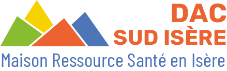 DAC
SUD ISÈRE
Maison Ressource Santé en Isère